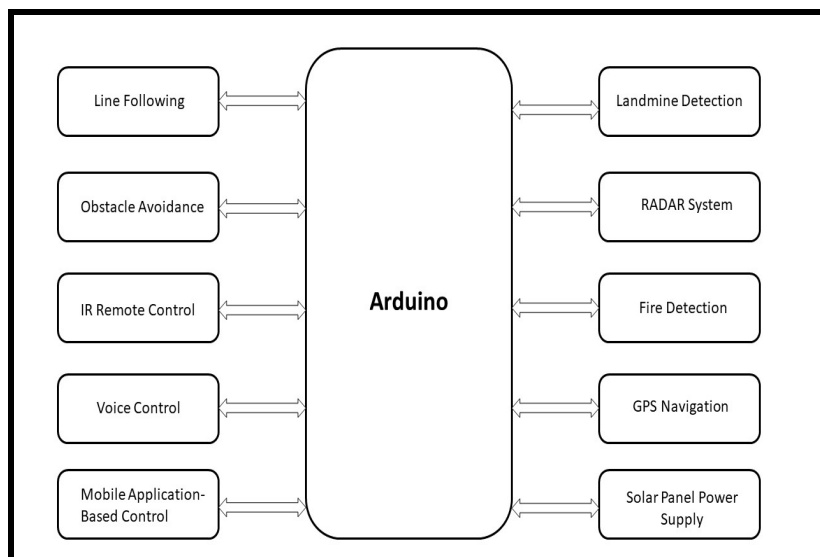 Line Following
Obstacle Avoidance
IR Remote Control
Voice Control
Mobile Application-
Based Control
Arduino
Landmine Detection
RADAR System
Fire Detection
GPS Navigation
Solar Panel Power
Supply